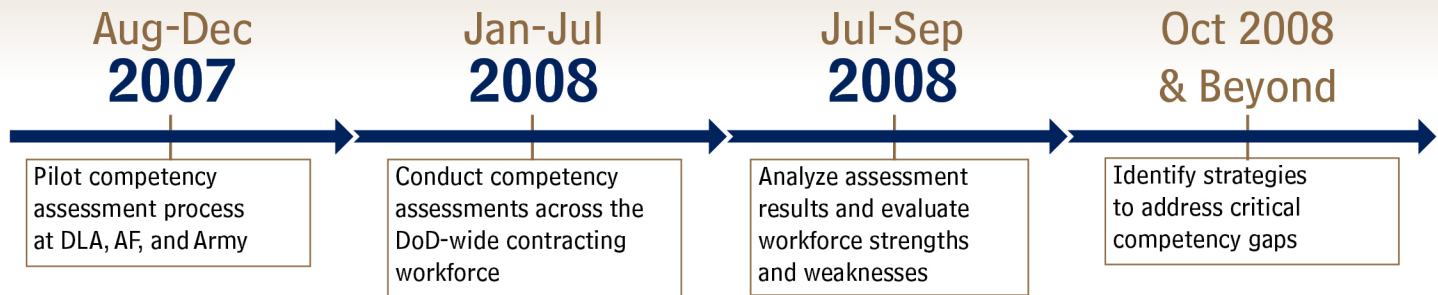 Aug-Dec
2007
Pilot competency
assessment process
at DLA, AF, and Army
Jan-Jul
2008
Conduct competency
assessments across the
DoD-wide contracting
workforce
Jul-Sep
2008
Analyze assessment
results and evaluate
workforce strengths
and weaknesses
Oct 2008
& Beyond
Identify strategies
to address critical
competency gaps